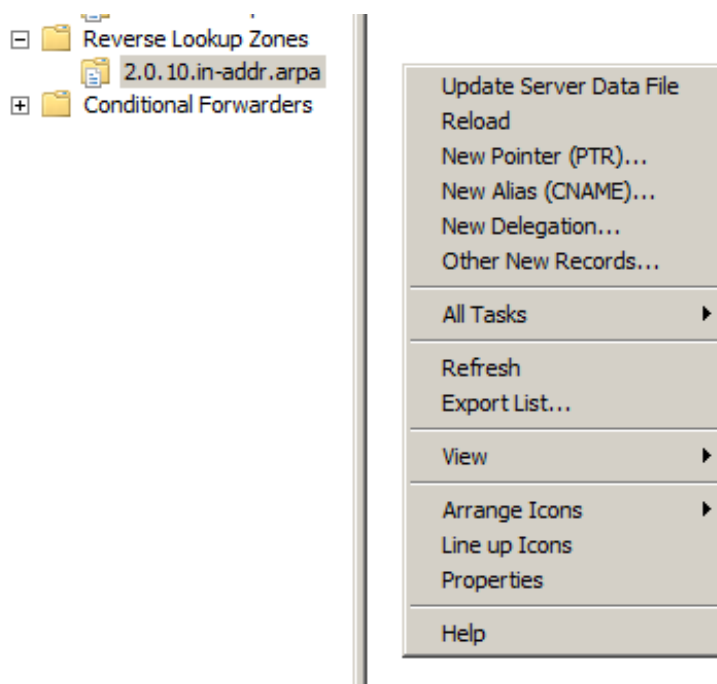 Reverse Lookup Zones
2.0.10.in-addr.arpa
Conditional Forwarders
Update Server Data File
Reload
New Pointer (PTR)...
New Alias (CNAME)...
New Delegation...
Other New Records...
All Tasks
Refresh
Export List...
View
Arrange Icons
Line up Icons
Properties
Help